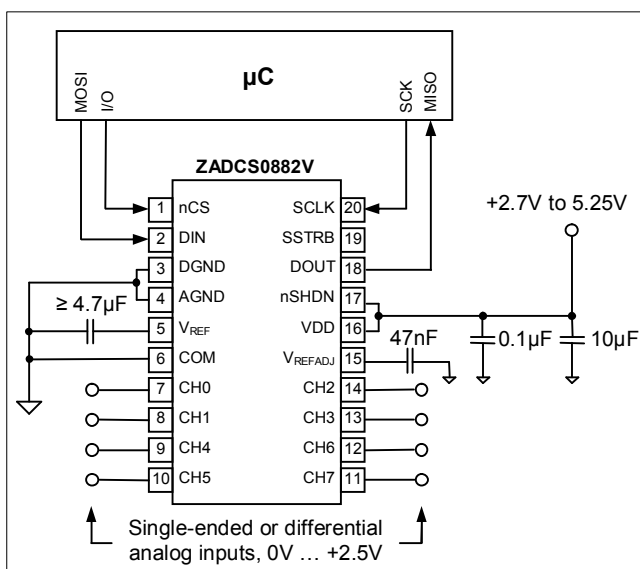 µC
MOSI
I/O
SCK
MISO
ZADCS0882V
1 nCS
SCLK 20
2 DIN
SSTRB 19
3 DGND
DOUT 18
4 AGND
nSHDN 17
5 VREF
VDD 16
6 COM
VREFADJ 15
7 CH0
CH2 14
8 CH1
CH3 13
9 CH4
CH6 12
10 CH5
CH7 11
≥ 4.7µF
47nF
+2.7V to 5.25V
0.1µF
10µF
Single-ended or differential
analog inputs, 0V … +2.5V